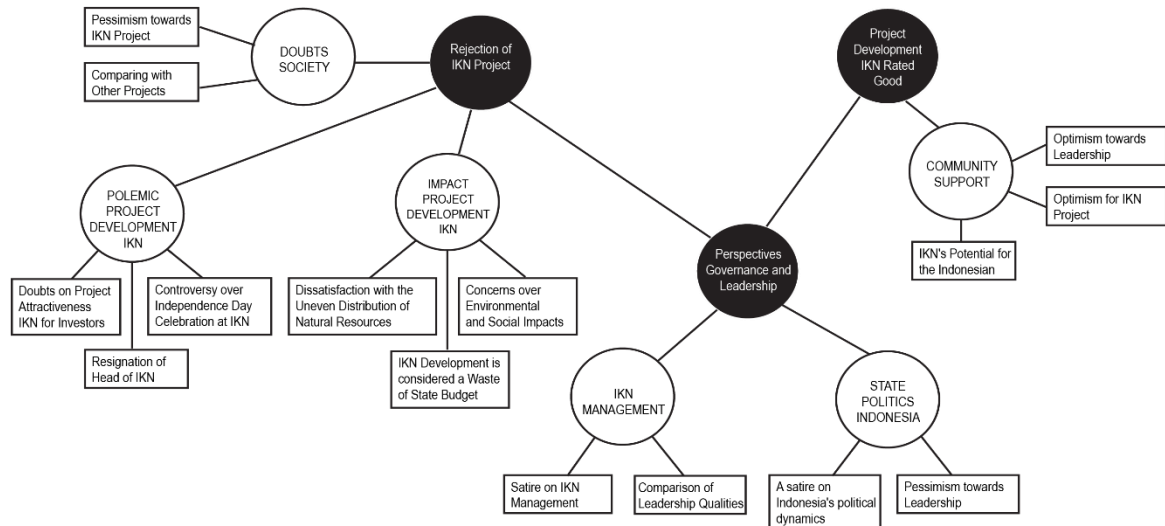 Pessimism towards
IKN Project
Comparing with
Other Projects
DOUBTS
SOCIETY
Rejection of
IKN Project
Project
Development
IKN Rated
Good
COMMUNITY
SUPPORT
Optimism towards
Leadership
Optimism for IKN
Project
IKN's Potential for
the Indonesian
POLEMIC
PROJECT
DEVELOPMENT
IKN
IMPACT
PROJECT
DEVELOPMENT
IKN
Perspectives
Governance and
Leadership
Doubts on Project
Attractiveness
IKN for Investors
Controversy over
Independence Day
Celebration at IKN
Resignation of
Head of IKN
Dissatisfaction with the
Uneven Distribution of
Natural Resources
Concerns over
Environmental
and Social Impacts
IKN Development is
considered a Waste
of State Budget
IKN
MANAGEMENT
STATE
POLITICS
INDONESIA
Satire on IKN
Management
Comparison of
Leadership Qualities
A satire on
Indonesia's political
dynamics
Pessimism towards
Leadership